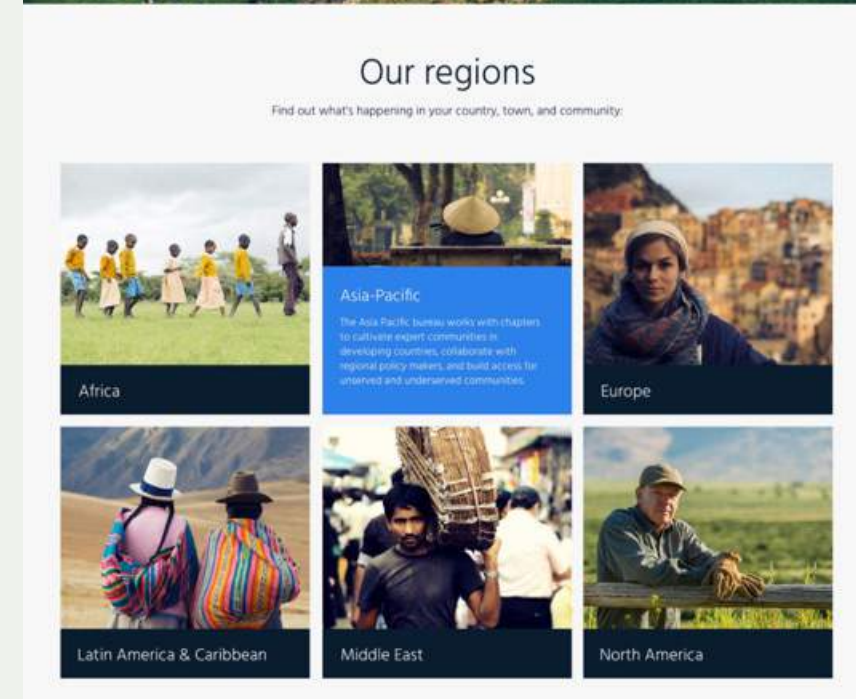 Our regions
Find out what's happening in your country, town, and community:
Africa
Asia-Pacific
The Asia Pacific bureau works with chapters
to cultivate expert communities in
developing countries, collaborate with
regional policy makers, and build access for
unserved and underserved communities.
Europe
Latin America & Caribbean
Middle East
North America